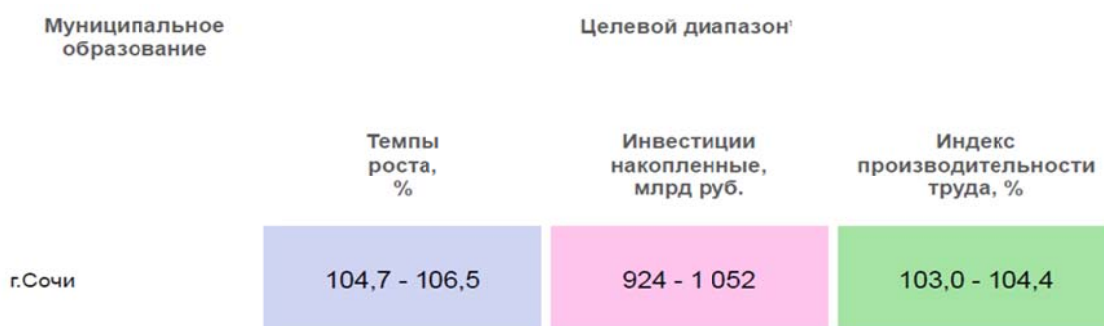 Муниципальное
образование
Целевой диапазон¹
Темпы
роста,
%
Инвестиции
накопленные,
млрд руб.
Индекс
производительности
труда, %
г.Сочи
104,7 - 106,5
924 - 1 052
103,0 - 104,4